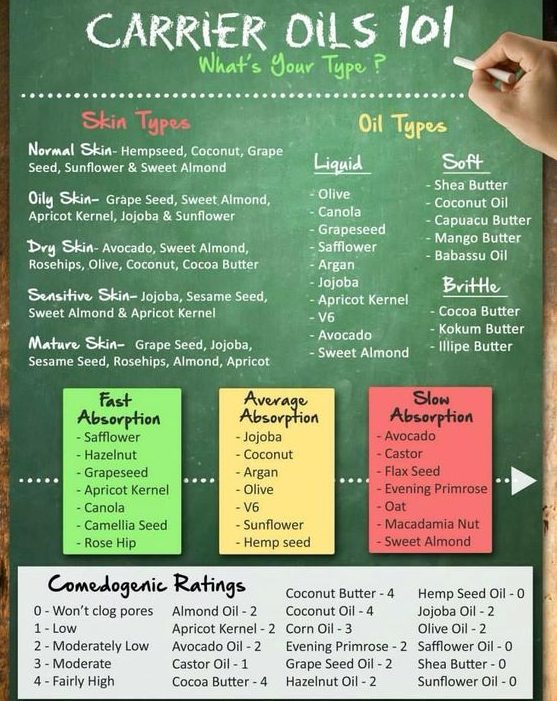 CARRIER OILS 101
What's Your Type ?
Skin Types
Normal Skin- Hempseed, Coconut, Grape
Seed, Sunflower & Sweet Almond
Oily Skin- Grape Seed, Sweet Almond,
Apricot Kernel, Jojoba & Sunflower
Dry Skin- Avocado, Sweet Almond,
Rosehips, Olive, Coconut, Cocoa Butter
Sensitive Skin- Jojoba, Sesame Seed,
Sweet Almond & Apricot Kernel
Mature Skin- Grape Seed, Jojoba,
Sesame Seed, Rosehips, Almond, Apricot
Oil Types
Liquid
- Olive
- Canola
- Grapeseed
- Safflower
- Argan
- Jojoba
- Apricot Kernel
- V6
- Avocado
- Sweet Almond
Soft
- Shea Butter
- Coconut Oil
- Capuacu Butter
- Mango Butter
- Babassu Oil
Brittle
- Cocoa Butter
- Kokum Butter
- Illipe Butter
Fast
Absorption
- Safflower
- Hazelnut
- Grapeseed
- Apricot Kernel
- Canola
- Camellia Seed
- Rose Hip
Average
Absorption
- Jojoba
- Coconut
- Argan
- Olive
- V6
- Sunflower
- Hemp seed
Slow
Absorption
- Avocado
- Castor
- Flax Seed
- Evening Primrose
- Oat
- Macadamia Nut
- Sweet Almond
Comedogenic Ratings
0 - Won't clog pores
1 - Low
2 - Moderately Low
3 - Moderate
4 - Fairly High
Almond Oil - 2
Apricot Kernel - 2
Avocado Oil - 2
Castor Oil - 1
Cocoa Butter - 4
Coconut Butter - 4
Coconut Oil - 4
Corn Oil - 3
Evening Primrose - 2
Grape Seed Oil - 2
Hazelnut Oil - 2
Hemp Seed Oil - 0
Jojoba Oil - 2
Olive Oil - 2
Safflower Oil - 0
Shea Butter - 0
Sunflower Oil - 0